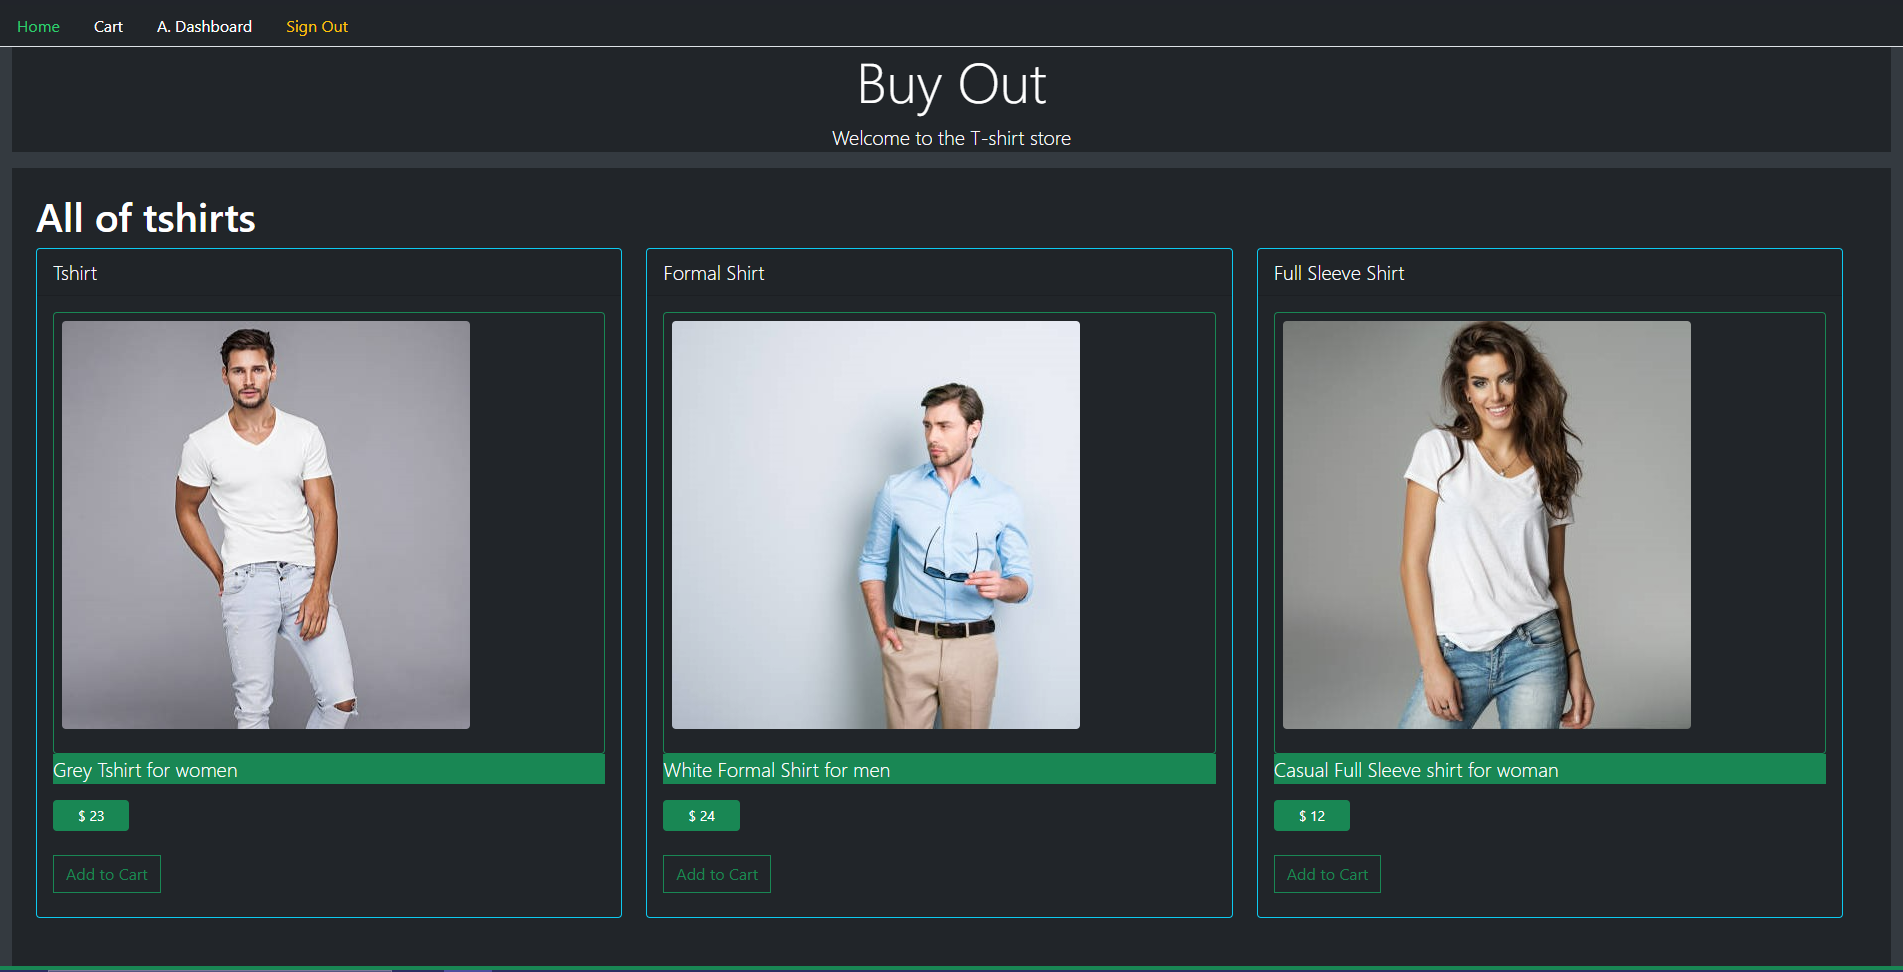 Home Cart A. Dashboard Sign Out
Buy Out
Welcome to the T-shirt store
All of tshirts
Tshirt
Grey Tshirt for women
$ 23
Add to Cart
Formal Shirt
White Formal Shirt for men
$ 24
Add to Cart
Full Sleeve Shirt
Casual Full Sleeve shirt for woman
$ 12
Add to Cart